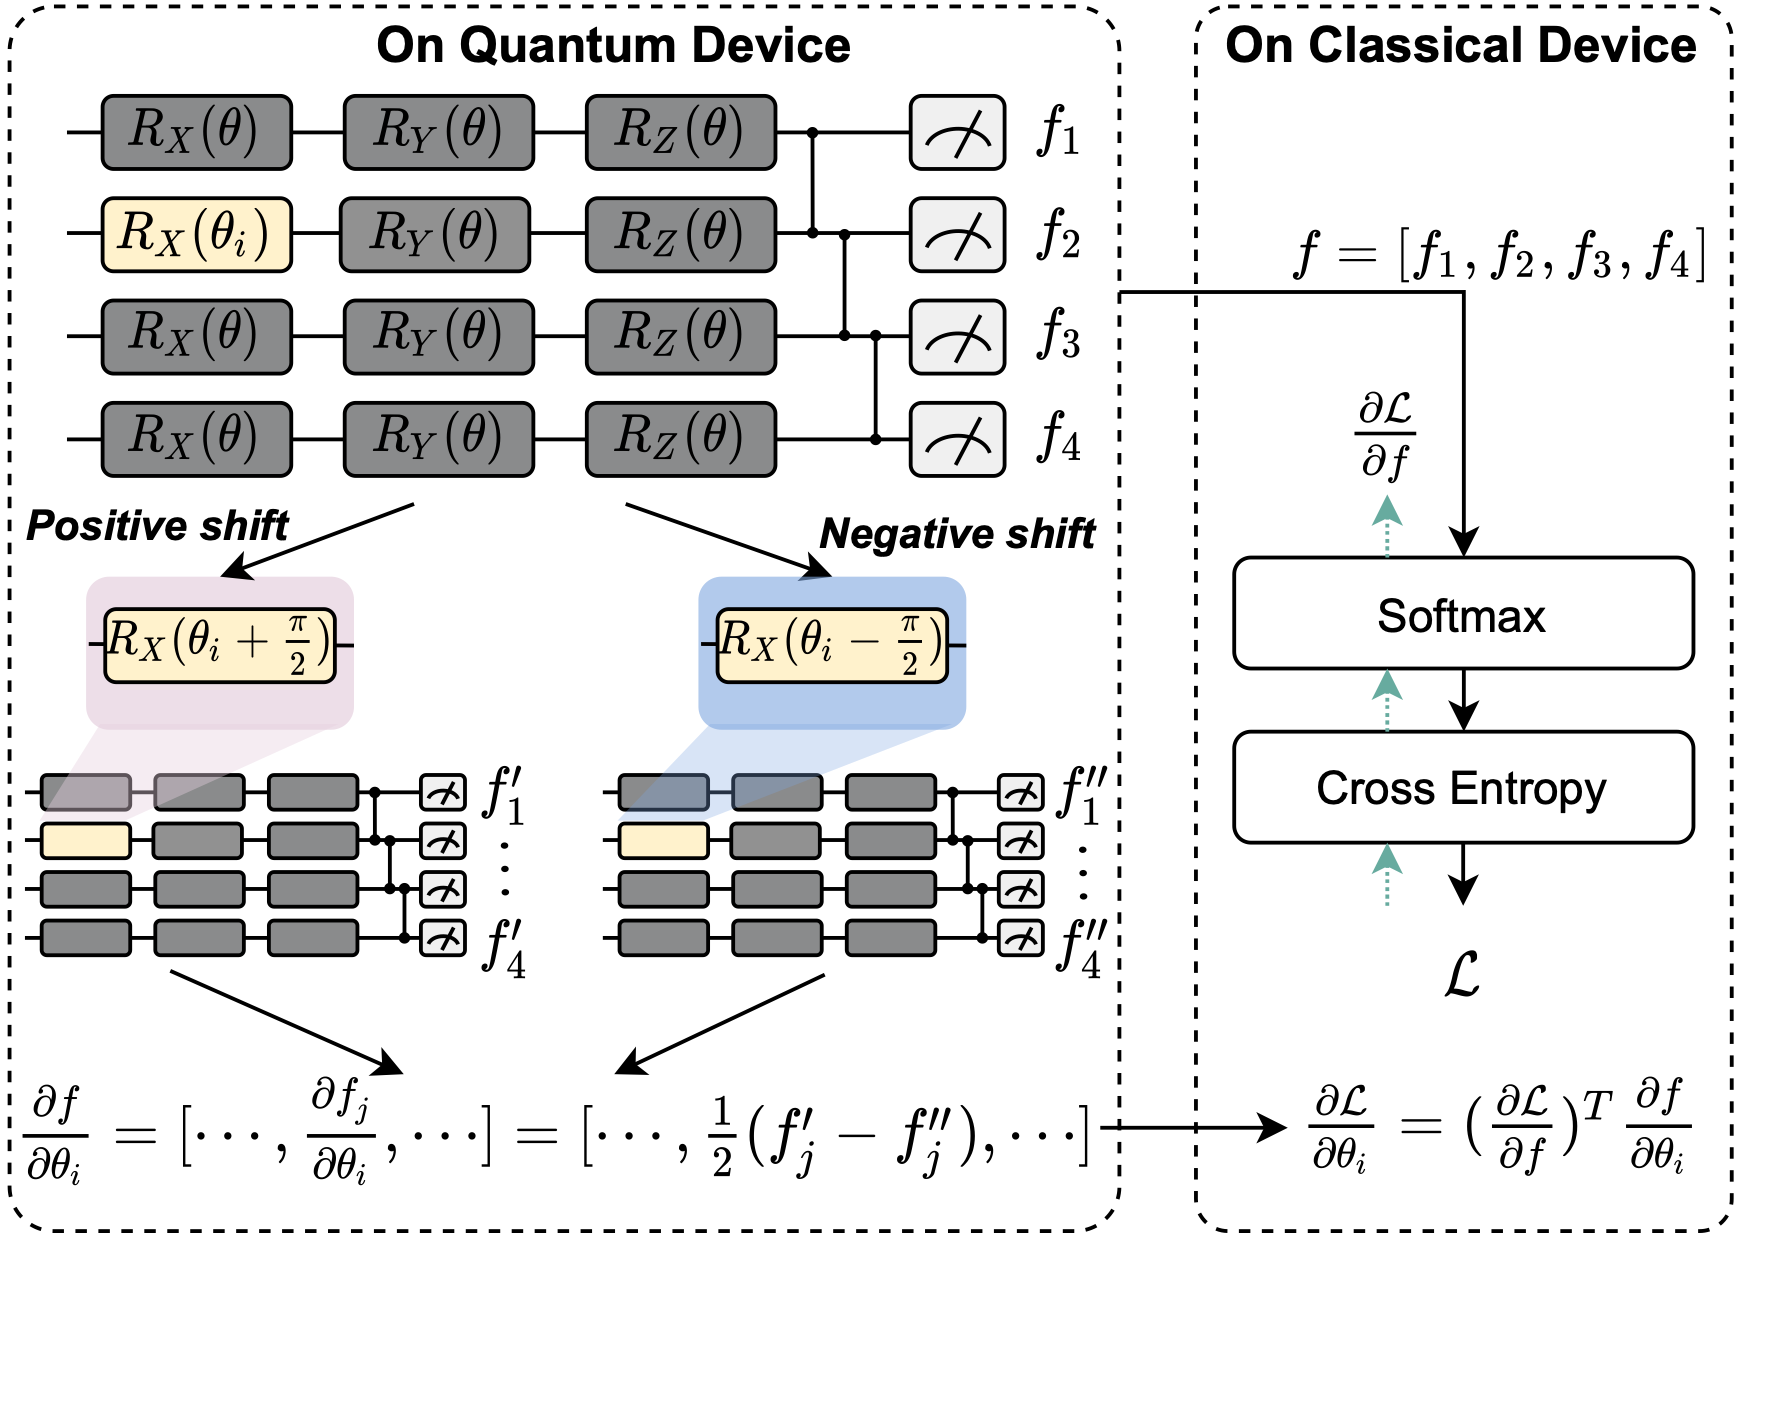 On Quantum Device
R_X(θ) R_Y(θ) R_Z(θ) f_1
R_X(θ_i) R_Y(θ) R_Z(θ) f_2
R_X(θ) R_Y(θ) R_Z(θ) f_3
R_X(θ) R_Y(θ) R_Z(θ) f_4
Positive shift
Negative shift
R_X(θ_i + π/2)
R_X(θ_i − π/2)
f′_1
⋮
f′_4
f″_1
⋮
f″_4
∂f/∂θ_i = [⋯, ∂f_j/∂θ_i, ⋯] = [⋯, 1/2(f′_j − f″_j), ⋯]
On Classical Device
f = [f_1, f_2, f_3, f_4]
∂ℒ/∂f
Softmax
Cross Entropy
ℒ
∂ℒ/∂θ_i = (∂ℒ/∂f)^T ∂f/∂θ_i